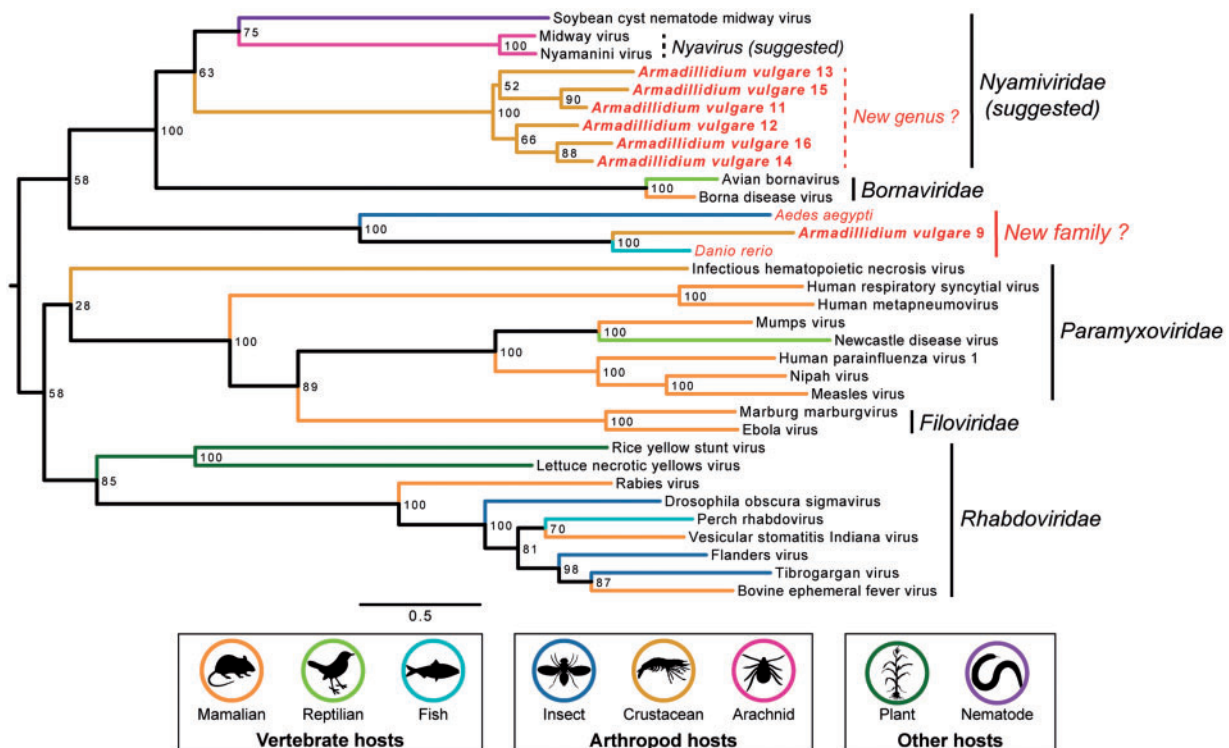 Soybean cyst nematode midway virus
75
Midway virus
100
Nyavirus (suggested)
Nyamanini virus
63
Armadillidium vulgare 13
52
Armadillidium vulgare 15
90
Armadillidium vulgare 11
100
New genus ?
Nyamiviridae
(suggested)
Armadillidium vulgare 12
100
66
Armadillidium vulgare 16
88
Armadillidium vulgare 14
58
Avian bornavirus
100
Bornaviridae
Borna disease virus
Aedes aegypti
100
Armadillidium vulgare 9
New family ?
100
Danio rerio
Infectious hematopoietic necrosis virus
28
Human respiratory syncytial virus
100
Human metapneumovirus
Mumps virus
100
Paramyxoviridae
100
Newcastle disease virus
100
Human parainfluenza virus 1
100
Nipah virus
100
89
Measles virus
58
Marburg marburgvirus
100
Filoviridae
Ebola virus
Rice yellow stunt virus
100
Lettuce necrotic yellows virus
85
Rabies virus
100
Drosophila obscura sigmavirus
100
Perch rhabdovirus
70
Rhabdoviridae
Vesicular stomatitis Indiana virus
81
Flanders virus
98
Tibrogargan virus
87
Bovine ephemeral fever virus
0.5
Mamalian Reptilian Fish
Vertebrate hosts
Insect Crustacean Arachnid
Arthropod hosts
Plant Nematode
Other hosts